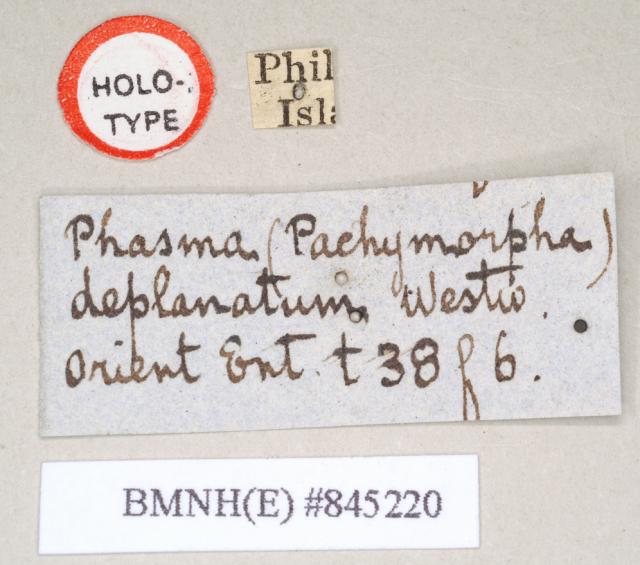 HOLO-
TYPE
Phil
Isla
Phasma (Pachymorpha)
deplanatum Westw.
Orient Ent. t 38 f 6.
BMNH(E) #845220